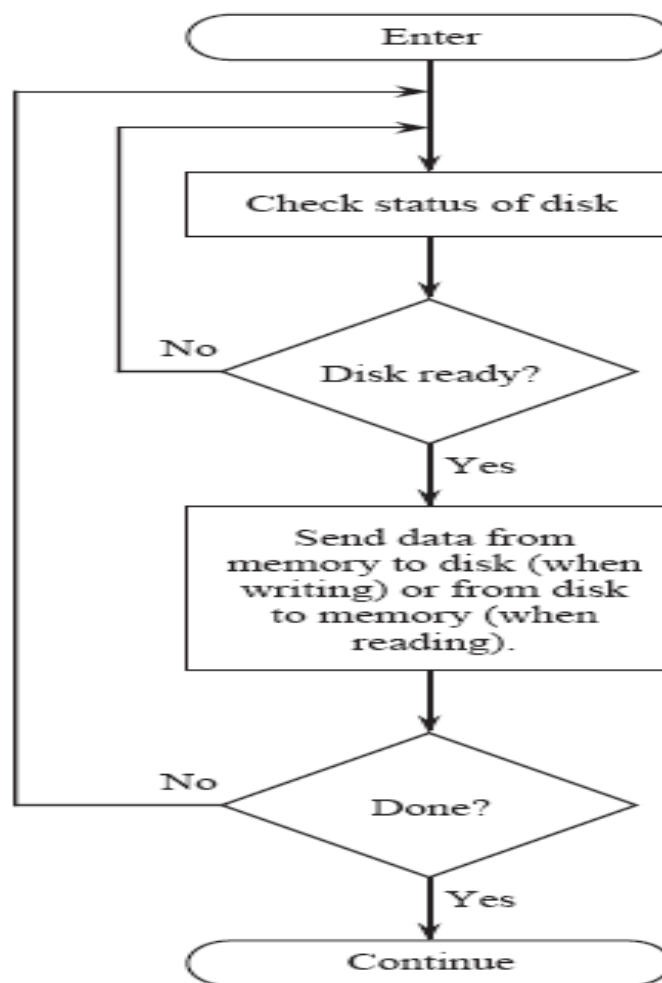 Enter
Check status of disk
No
Disk ready?
Yes
Send data from
memory to disk (when
writing) or from disk
to memory (when
reading).
No
Done?
Yes
Continue